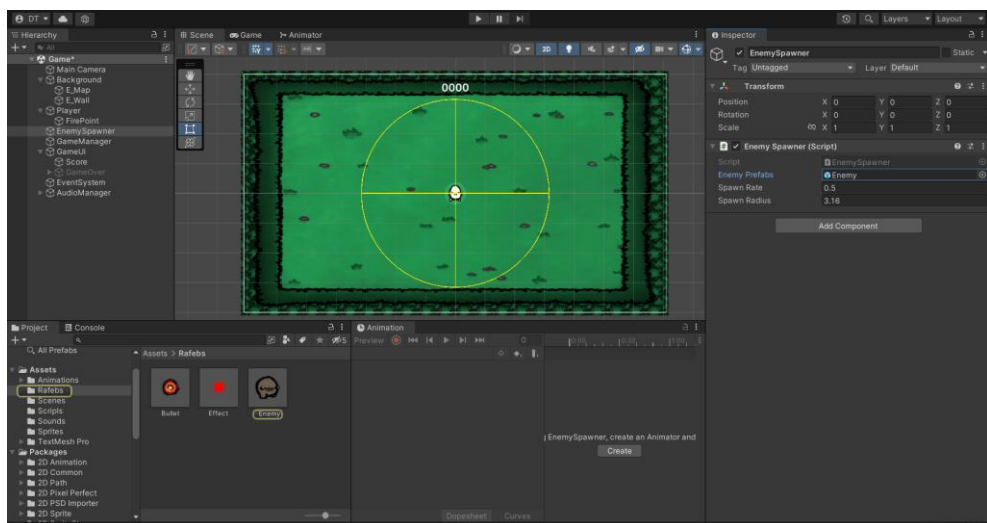 DT
Layers
Layout
Hierarchy
Scene
Game
Animator
Inspector
All
2D
Game*
Main Camera
Background
E_Map
E_Wall
Player
FirePoint
EnemySpawner
GameManager
GameUI
Score
GameOver
EventSystem
AudioManager
0000
EnemySpawner
Static
Tag Untagged
Layer Default
Transform
Position X 0 Y 0 Z 0
Rotation X 0 Y 0 Z 0
Scale X 1 Y 1 Z 1
Enemy Spawner (Script)
Script EnemySpawner
Enemy Prefabs Enemy
Spawn Rate 0.5
Spawn Radius 3.16
Add Component
Project
Console
5
All Prefabs
Assets
Animations
Rafebs
Scenes
Scripls
Sounds
Sprites
TextMesh Pro
Packages
2D Animation
2D Common
2D Path
2D Pixel Perfect
2D PSD Importer
2D Sprite
Assets > Rafebs
Bullet
Effect
Enemy
Animation
Preview
0
EnemySpawner, create an Animator and
Create
Dopesheet
Curves